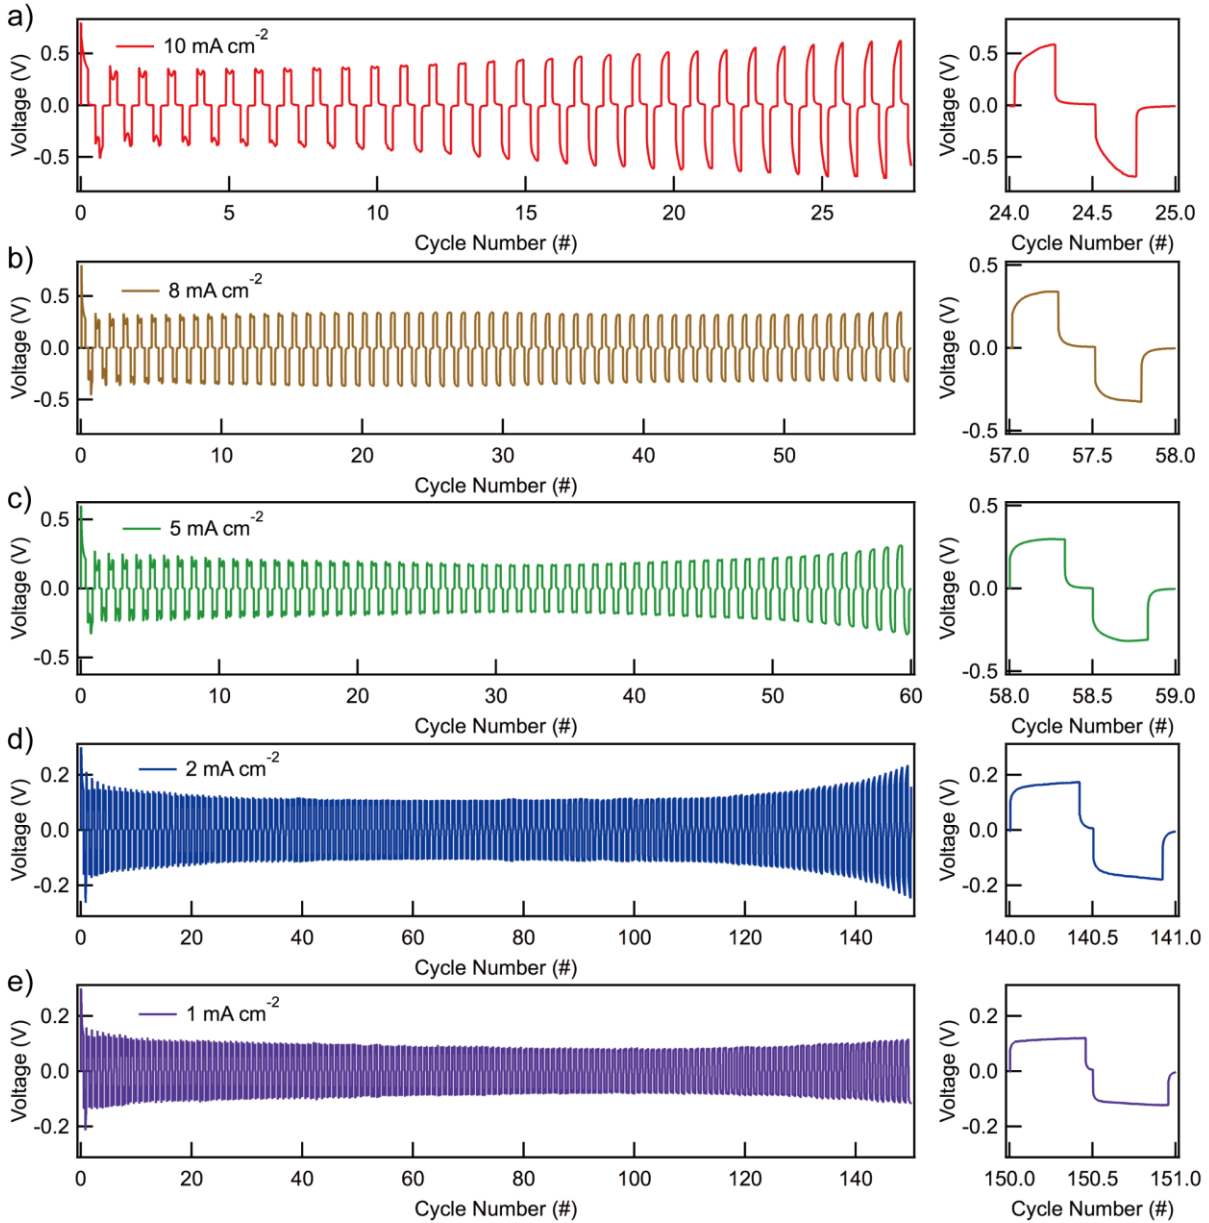 a)
Voltage (V)
0.5
0.0
-0.5
10 mA cm-2
0 5 10 15 20 25
Cycle Number (#)
Voltage (V)
0.5
0.0
-0.5
24.0 24.5 25.0
Cycle Number (#)
b)
Voltage (V)
0.5
0.0
-0.5
8 mA cm-2
0 10 20 30 40 50
Cycle Number (#)
Voltage (V)
0.5
0.0
-0.5
57.0 57.5 58.0
Cycle Number (#)
c)
Voltage (V)
0.5
0.0
-0.5
5 mA cm-2
0 10 20 30 40 50 60
Cycle Number (#)
Voltage (V)
0.5
0.0
-0.5
58.0 58.5 59.0
Cycle Number (#)
d)
Voltage (V)
0.2
0.0
-0.2
2 mA cm-2
0 20 40 60 80 100 120 140
Cycle Number (#)
Voltage (V)
0.2
0.0
-0.2
140.0 140.5 141.0
Cycle Number (#)
e)
Voltage (V)
0.2
0.0
-0.2
1 mA cm-2
0 20 40 60 80 100 120 140
Cycle Number (#)
Voltage (V)
0.2
0.0
-0.2
150.0 150.5 151.0
Cycle Number (#)